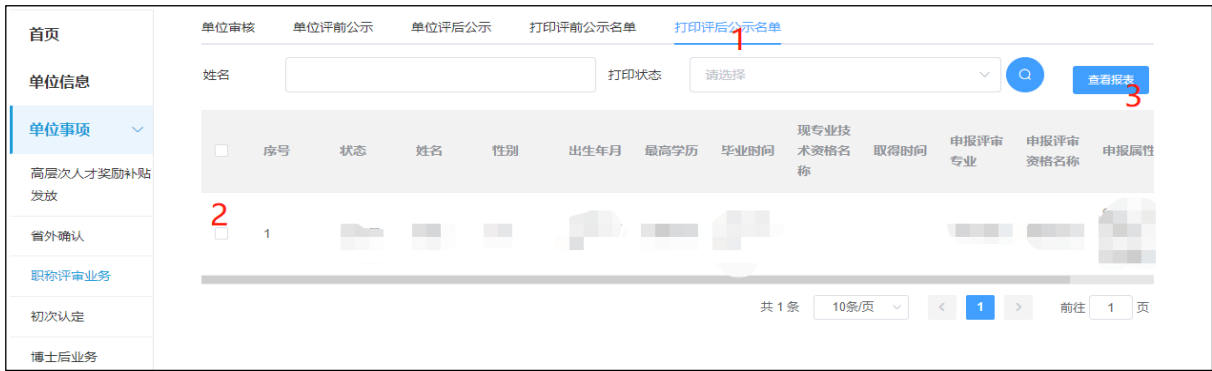 首页
单位信息
单位事项
高层次人才奖励补贴
发放
省外确认
职称评审业务
初次认定
博士后业务
单位审核 单位评前公示 单位评后公示 打印评前公示名单 打印评后公示名单
1
姓名 打印状态 请选择 查看报表
3
序号 状态 姓名 性别 出生年月 最高学历 毕业时间 现专业技
术资格名
称 取得时间 申报评审
专业 申报评审
资格名称 申报属性
2
1
共 1 条 10条/页 < 1 > 前往 1 页